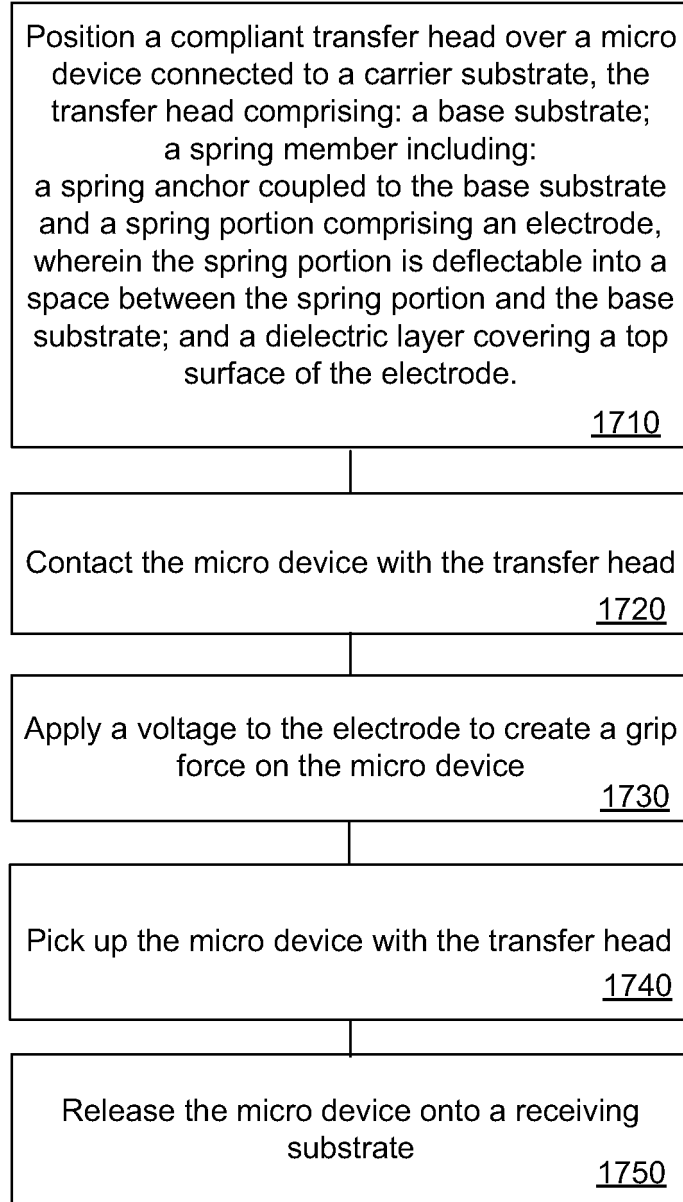 Position a compliant transfer head over a micro
device connected to a carrier substrate, the
transfer head comprising: a base substrate;
a spring member including:
a spring anchor coupled to the base substrate
and a spring portion comprising an electrode,
wherein the spring portion is deflectable into a
space between the spring portion and the base
substrate; and a dielectric layer covering a top
surface of the electrode.
1710
Contact the micro device with the transfer head
1720
Apply a voltage to the electrode to create a grip
force on the micro device
1730
Pick up the micro device with the transfer head
1740
Release the micro device onto a receiving
substrate
1750